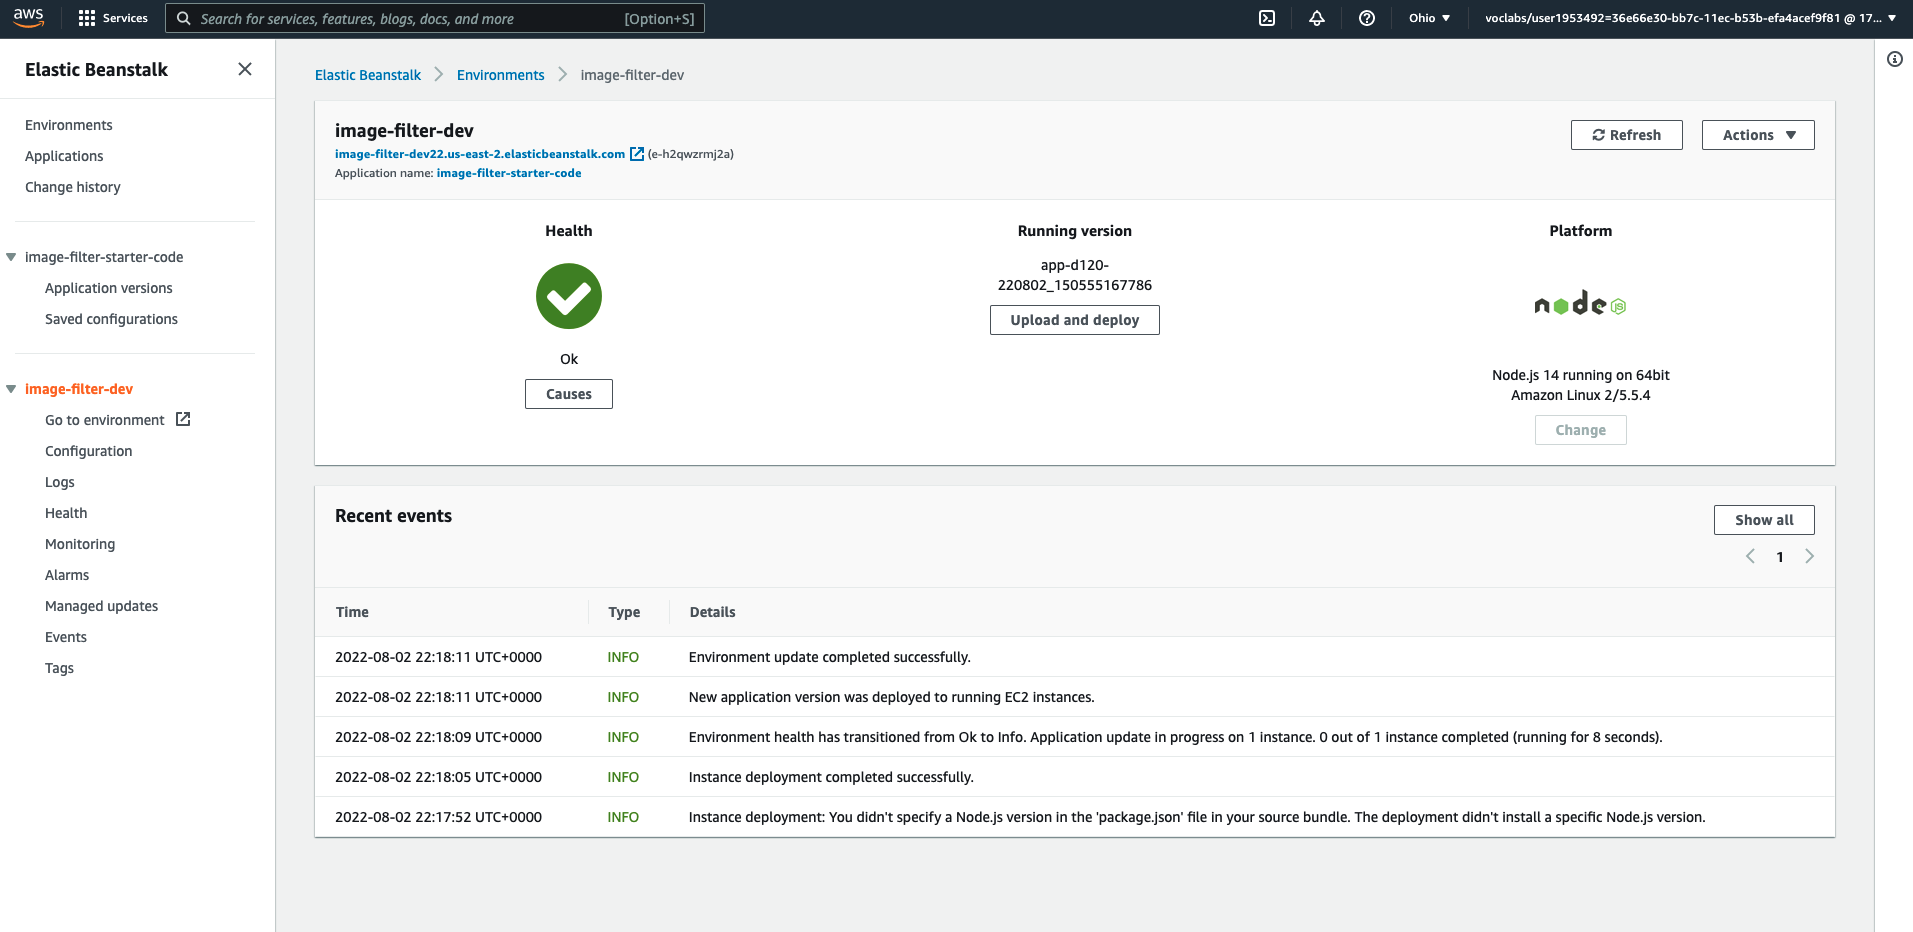 aws
Services
Search for services, features, blogs, docs, and more
[Option+S]
Ohio
voclabs/user1953492=36e66e30-bb7c-11ec-b53b-efa4acef9f81 @ 17...
Elastic Beanstalk
Environments
Applications
Change history
image-filter-starter-code
Application versions
Saved configurations
image-filter-dev
Go to environment
Configuration
Logs
Health
Monitoring
Alarms
Managed updates
Events
Tags
Elastic Beanstalk
Environments
image-filter-dev
image-filter-dev
image-filter-dev22.us-east-2.elasticbeanstalk.com (e-h2qwzrmj2a)
Application name: image-filter-starter-code
Refresh
Actions
Health
Ok
Causes
Running version
app-d120-
220802_150555167786
Upload and deploy
Platform
node JS
Node.js 14 running on 64bit
Amazon Linux 2/5.5.4
Change
Recent events
Show all
1
Time Type Details
2022-08-02 22:18:11 UTC+0000 INFO Environment update completed successfully.
2022-08-02 22:18:11 UTC+0000 INFO New application version was deployed to running EC2 instances.
2022-08-02 22:18:09 UTC+0000 INFO Environment health has transitioned from Ok to Info. Application update in progress on 1 instance. 0 out of 1 instance completed (running for 8 seconds).
2022-08-02 22:18:05 UTC+0000 INFO Instance deployment completed successfully.
2022-08-02 22:17:52 UTC+0000 INFO Instance deployment: You didn't specify a Node.js version in the 'package.json' file in your source bundle. The deployment didn't install a specific Node.js version.